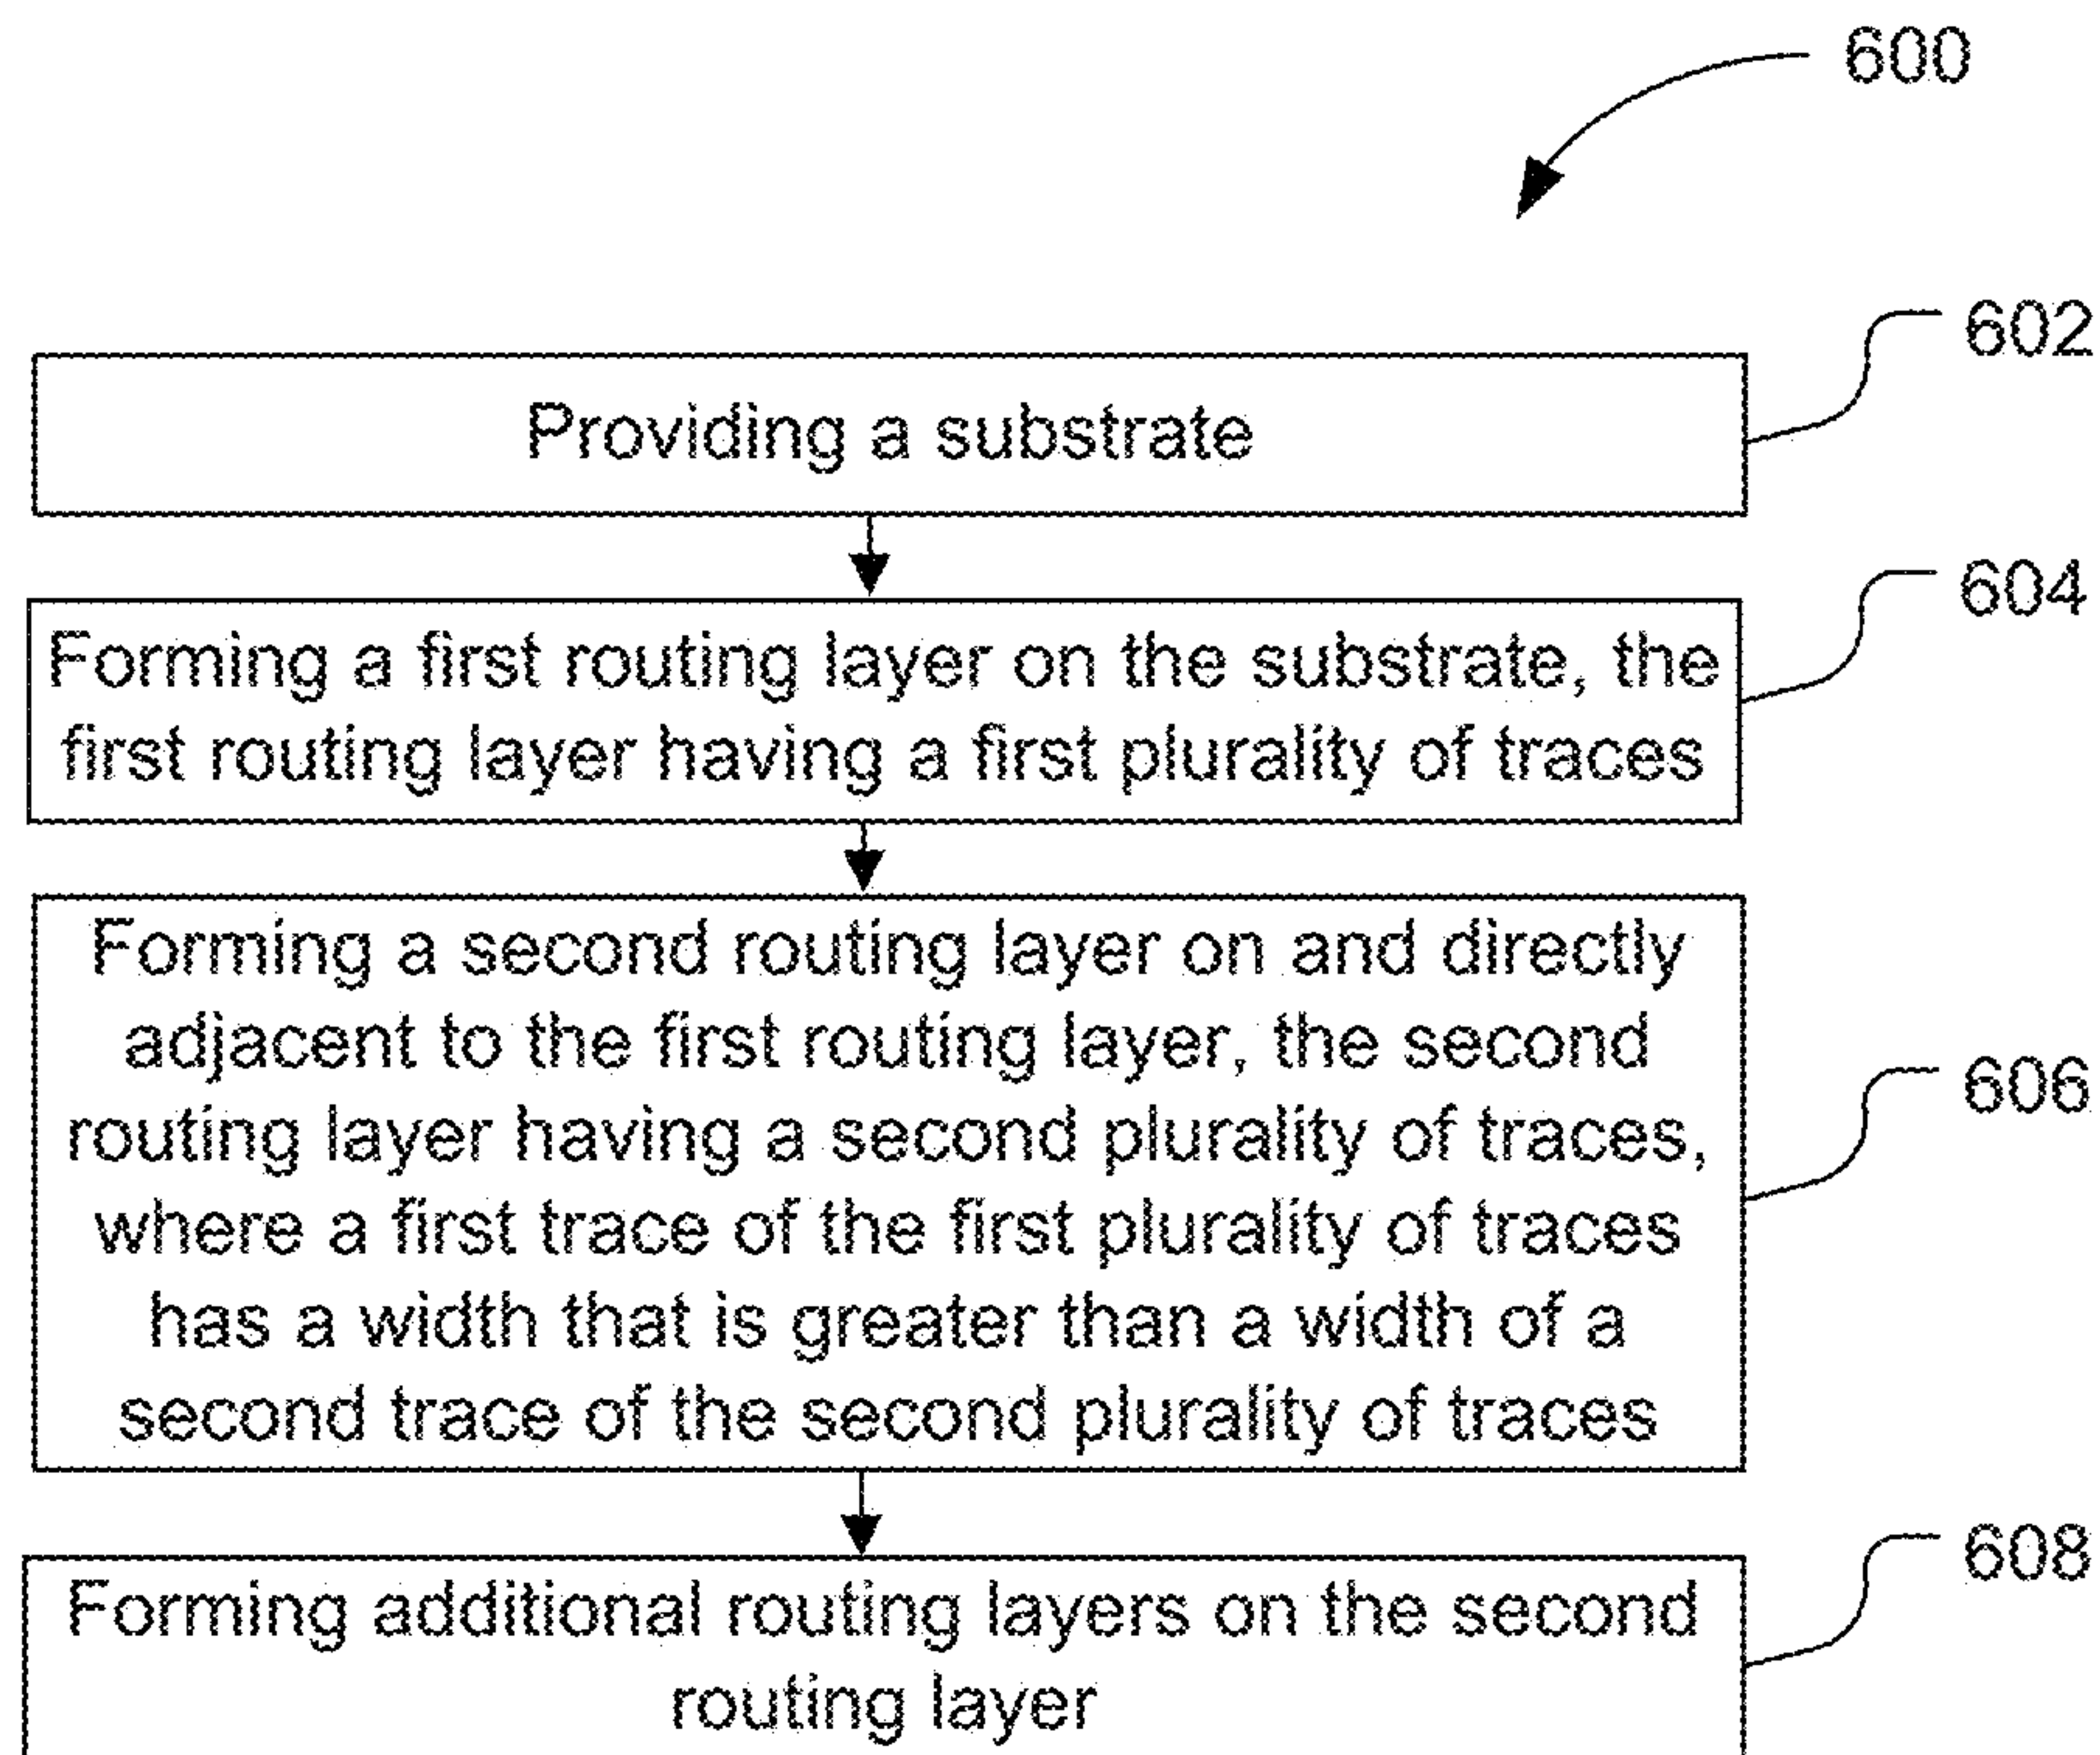 600
602
Providing a substrate
604
Forming a first routing layer on the substrate, the
first routing layer having a first plurality of traces
Forming a second routing layer on and directly
adjacent to the first routing layer, the second
606
routing layer having a second plurality of traces,
where a first trace of the first plurality of traces
has a width that is greater than a width of a
second trace of the second plurality of traces
608
Forming additional routing layers on the second
routing layer